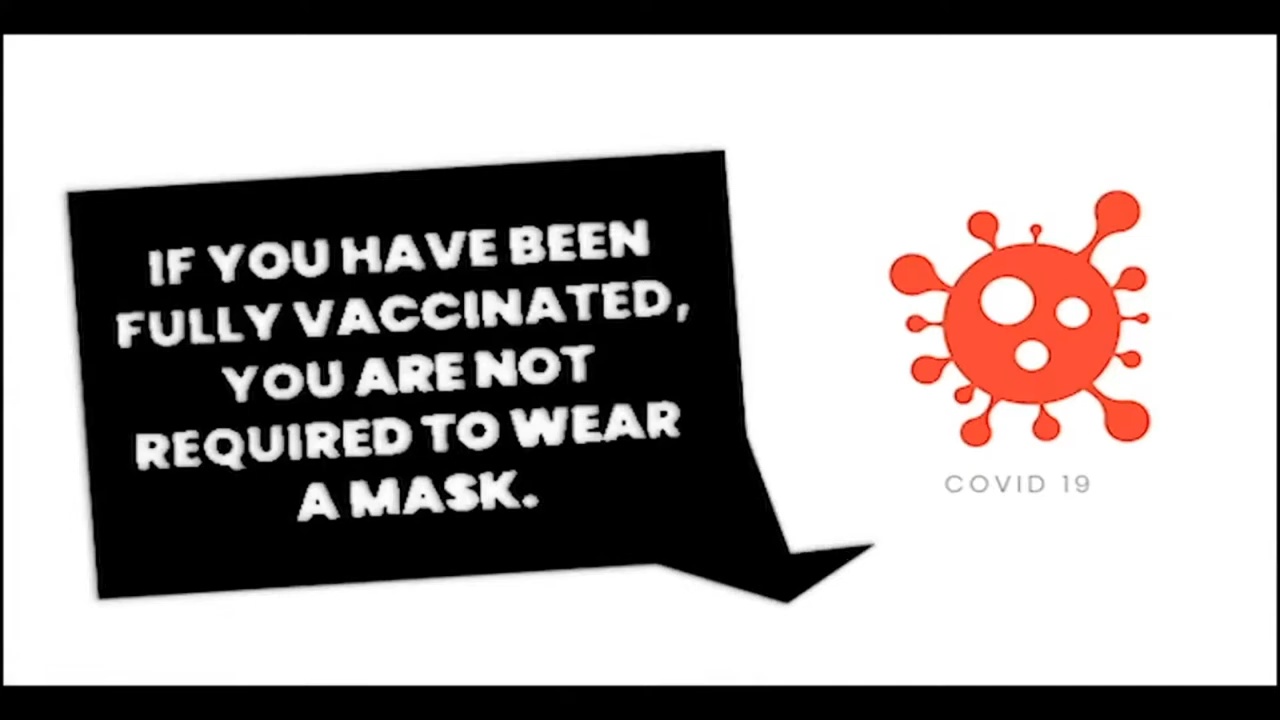 IF YOU HAVE BEEN
FULLY VACCINATED,
YOU ARE NOT
REQUIRED TO WEAR
A MASK.
COVID 19